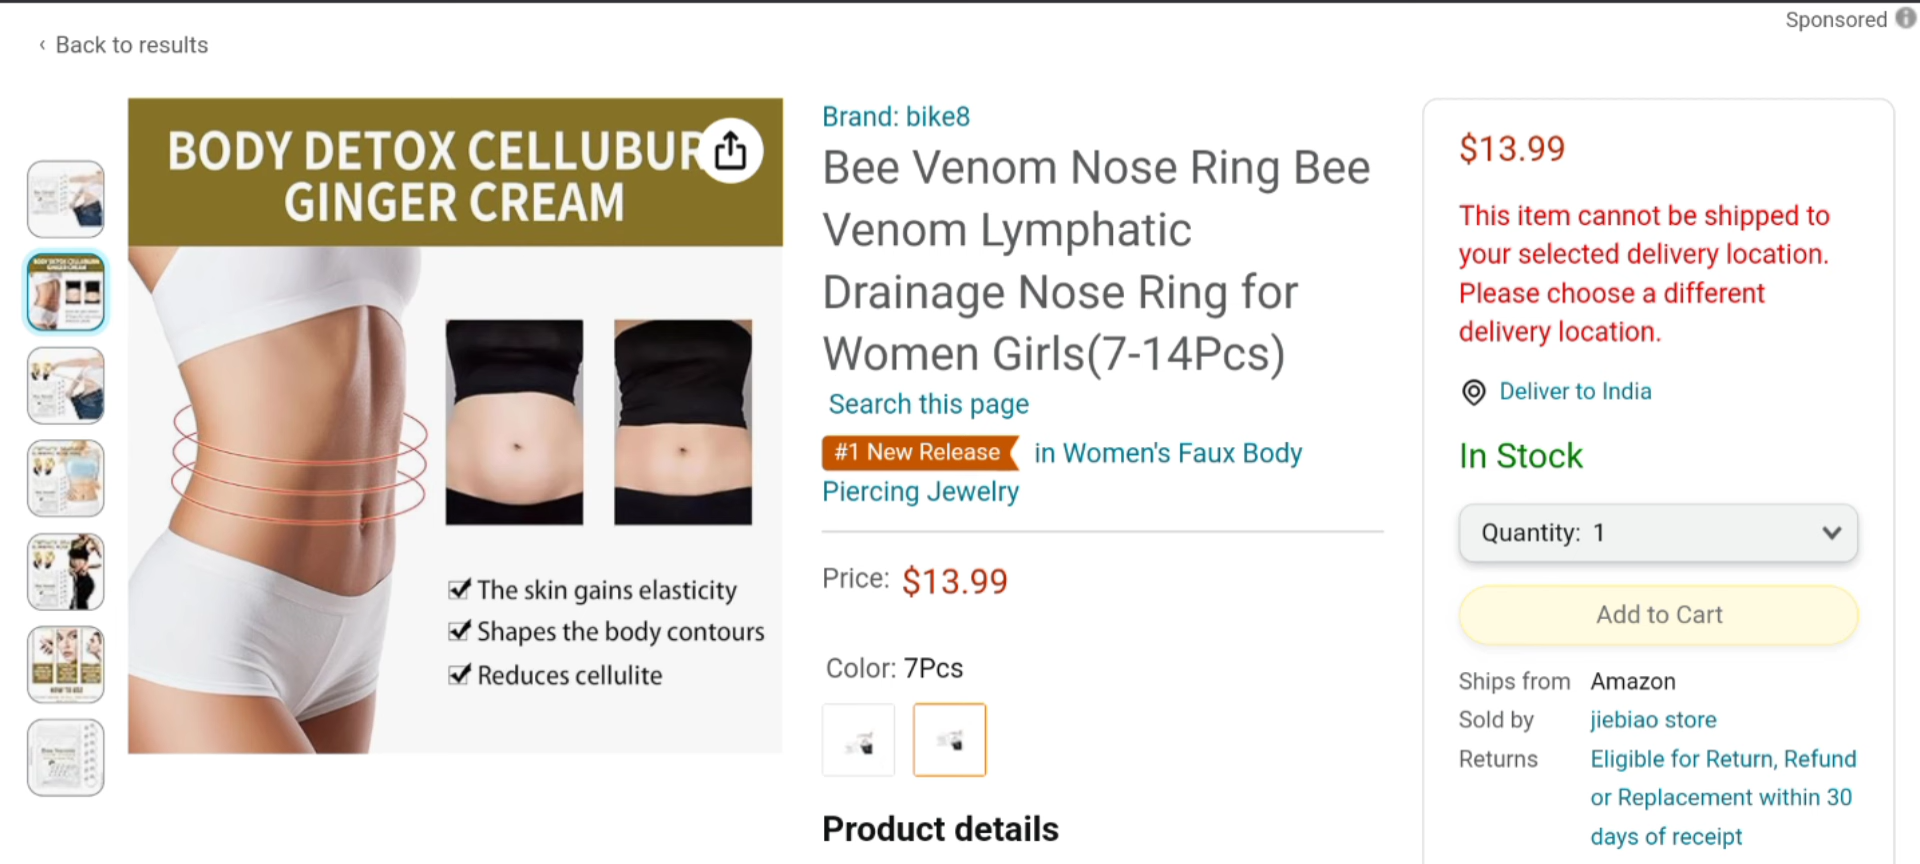 Sponsored
‹ Back to results
BODY DETOX CELLUBUR
GINGER CREAM
The skin gains elasticity
Shapes the body contours
Reduces cellulite
Brand: bike8
Bee Venom Nose Ring Bee
Venom Lymphatic
Drainage Nose Ring for
Women Girls(7-14Pcs)
Search this page
#1 New Release in Women's Faux Body
Piercing Jewelry
Price: $13.99
Color: 7Pcs
Product details
$13.99
This item cannot be shipped to
your selected delivery location.
Please choose a different
delivery location.
Deliver to India
In Stock
Quantity: 1
Add to Cart
Ships from Amazon
Sold by jiebiao store
Returns Eligible for Return, Refund
or Replacement within 30
days of receipt